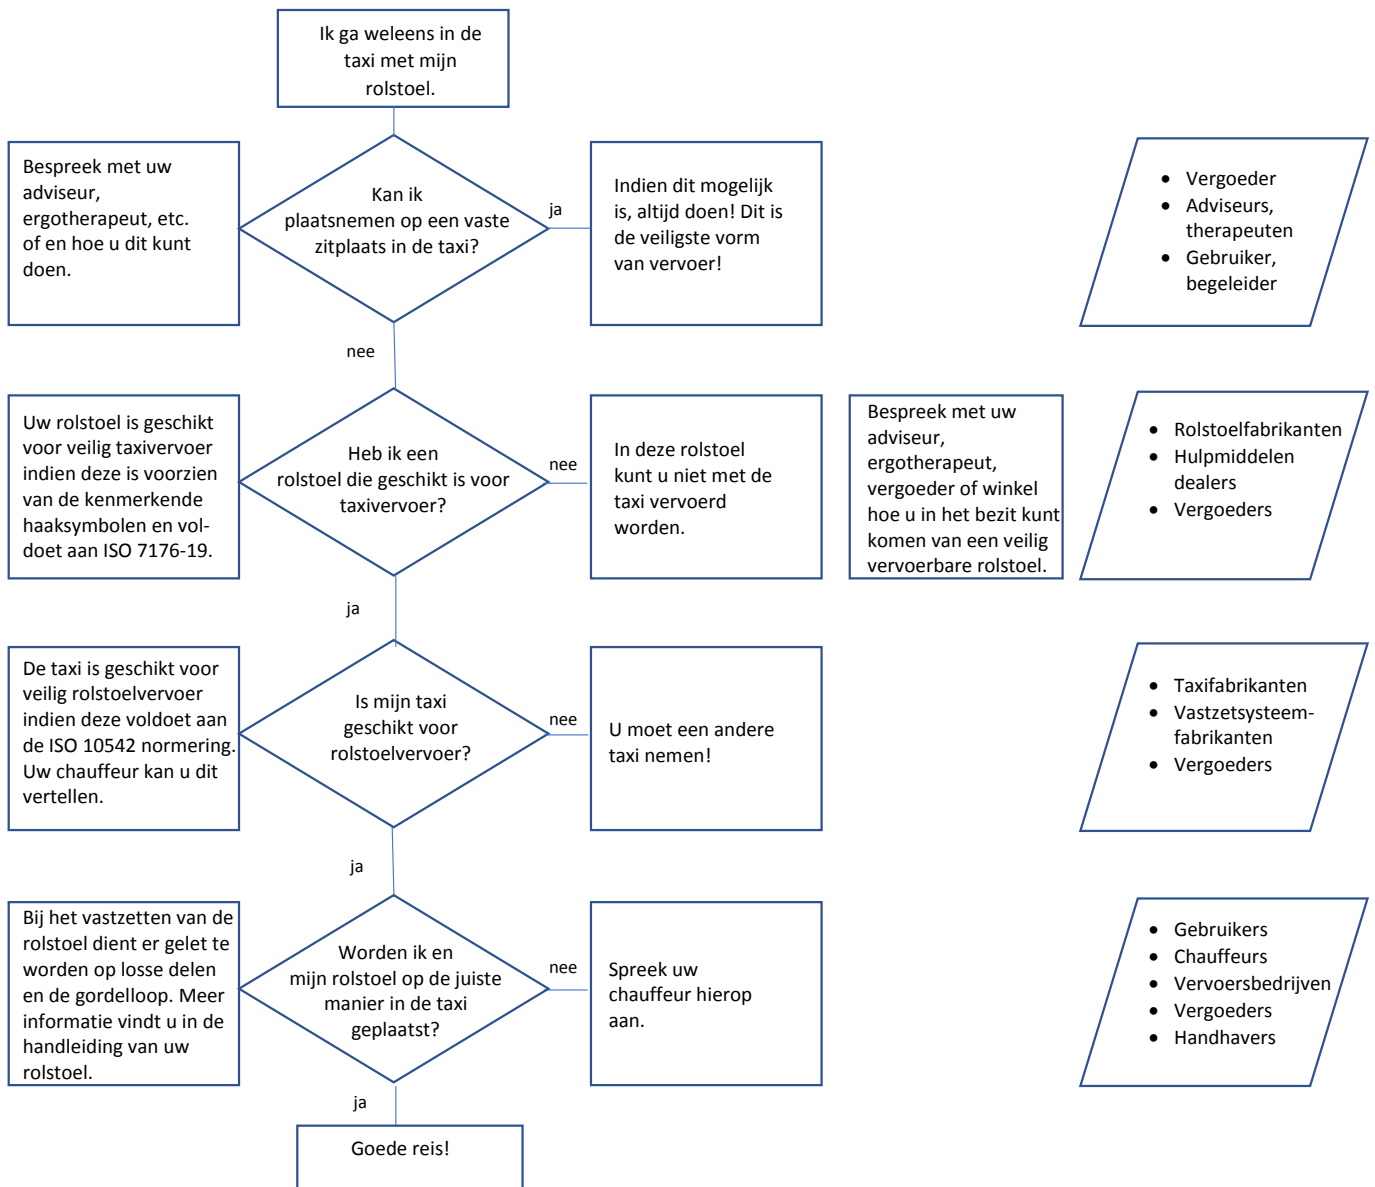 Ik ga weleens in de
taxi met mijn
rolstoel.
Bespreek met uw
adviseur,
ergotherapeut, etc.
of en hoe u dit kunt
doen.
Kan ik
plaatsnemen op een vaste
zitplaats in de taxi?
ja
Indien dit mogelijk
is, altijd doen! Dit is
de veiligste vorm
van vervoer!
• Vergoeder
• Adviseurs,
therapeuten
• Gebruiker,
begeleider
nee
Uw rolstoel is geschikt
voor veilig taxivervoer
indien deze is voorzien
van de kenmerkende
haaksymbolen en vol-
doet aan ISO 7176-19.
Heb ik een
rolstoel die geschikt is voor
taxivervoer?
nee
In deze rolstoel
kunt u niet met de
taxi vervoerd
worden.
Bespreek met uw
adviseur,
ergotherapeut,
vergoeder of winkel
hoe u in het bezit kunt
komen van een veilig
vervoerbare rolstoel.
• Rolstoelfabrikanten
• Hulpmiddelen
dealers
• Vergoeders
ja
De taxi is geschikt voor
veilig rolstoelvervoer
indien deze voldoet aan
de ISO 10542 normering.
Uw chauffeur kan u dit
vertellen.
Is mijn taxi
geschikt voor
rolstoelvervoer?
nee
U moet een andere
taxi nemen!
• Taxifabrikanten
• Vastzetsysteem-
fabrikanten
• Vergoeders
ja
Bij het vastzetten van de
rolstoel dient er gelet te
worden op losse delen
en de gordelloop. Meer
informatie vindt u in de
handleiding van uw
rolstoel.
Worden ik en
mijn rolstoel op de juiste
manier in de taxi
geplaatst?
nee
Spreek uw
chauffeur hierop
aan.
• Gebruikers
• Chauffeurs
• Vervoersbedrijven
• Vergoeders
• Handhavers
ja
Goede reis!